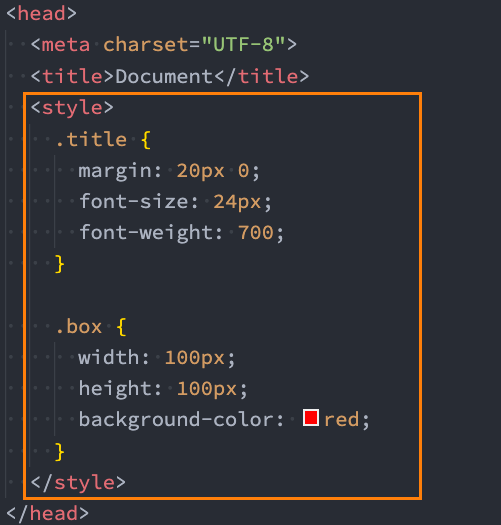 <head>
<meta charset="UTF-8">
<title>Document</title>
<style>
.title {
margin: 20px 0;
font-size: 24px;
font-weight: 700;
}
.box {
width: 100px;
height: 100px;
background-color: red;
}
</style>
</head>